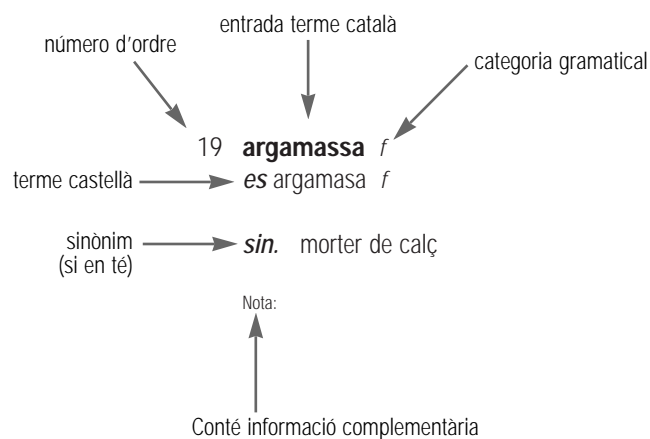 entrada terme català
número d'ordre
categoria gramatical
19 argamassa f
terme castellà es argamasa f
sinònim sin. morter de calç
(si en té)
Nota:
Conté informació complementària